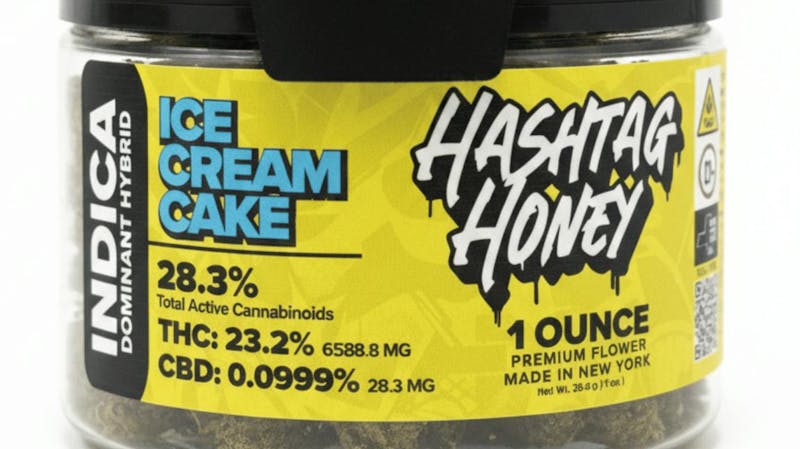 INDICA
DOMINANT HYBRID
ICE
CREAM
CAKE
28.3%
Total Active Cannabinoids
THC: 23.2% 6588.8 MG
CBD: 0.0999% 28.3 MG
HASHTAG
HONEY
1 OUNCE
PREMIUM FLOWER
MADE IN NEW YORK